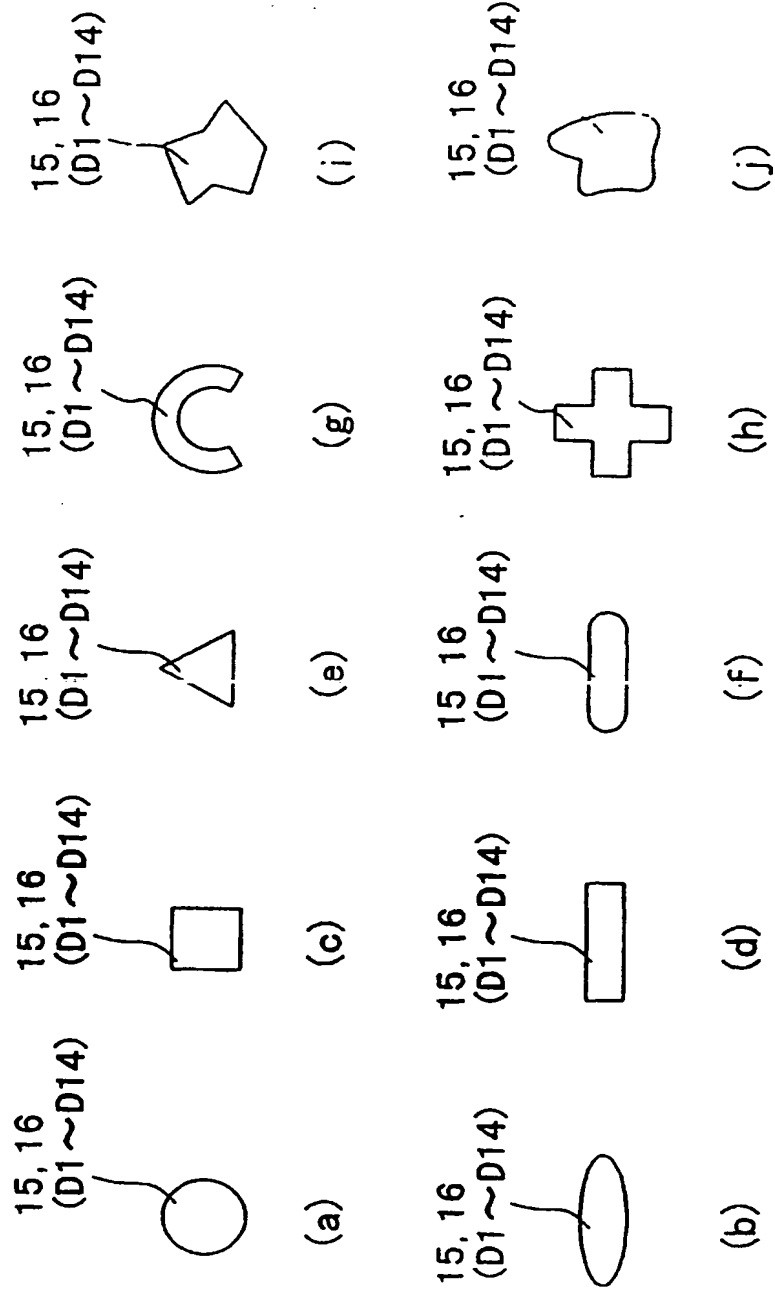 15, 16
(D1～D14)
(a)
15, 16
(D1～D14)
(c)
15 16
(D1～D14)
(e)
15, 16
(D1～D14)
(g)
15, 16
(D1～D14)
(i)
15, 16
(D1～D14)
(b)
15, 16
(D1～D14)
(d)
15 16
(D1～D14)
(f)
15, 16
(D1～D14)
(h)
15, 16
(D1～D14)
(j)